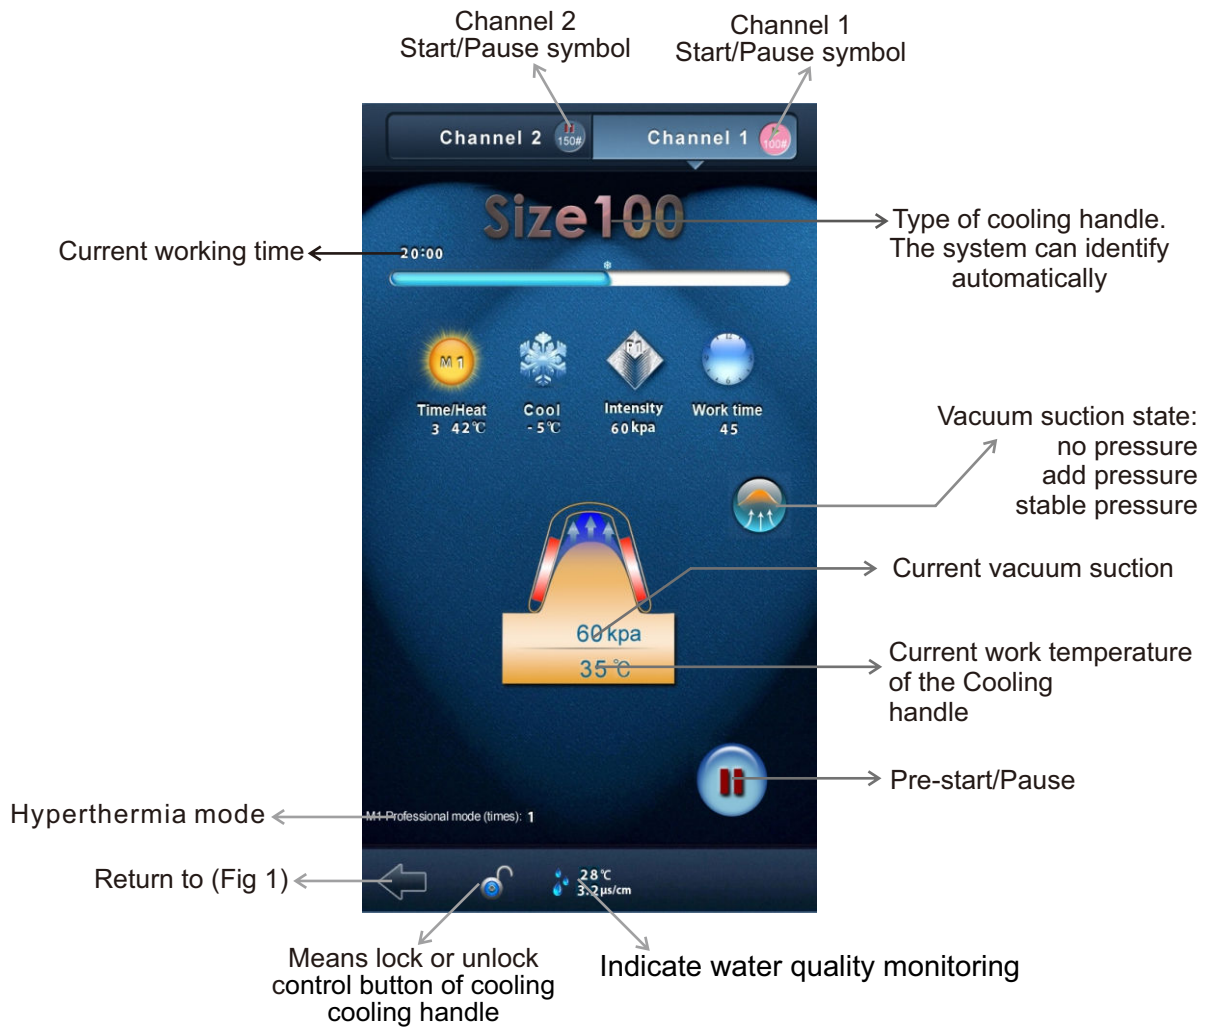 Channel 2
Start/Pause symbol
Channel 1
Start/Pause symbol
Channel 2
150#
Channel 1
100#
Size100
Type of cooling handle.
The system can identify
automatically
Current working time
20:00
M 1
P1
Time/Heat
3 42℃
Cool
-5℃
Intensity
60kpa
Work time
45
Vacuum suction state:
no pressure
add pressure
stable pressure
Current vacuum suction
60kpa
35℃
Current work temperature
of the Cooling
handle
Pre-start/Pause
Hyperthermia mode
M1 Professional mode (times): 1
Return to (Fig 1)
28℃
3.2μs/cm
Means lock or unlock
control button of cooling
cooling handle
Indicate water quality monitoring